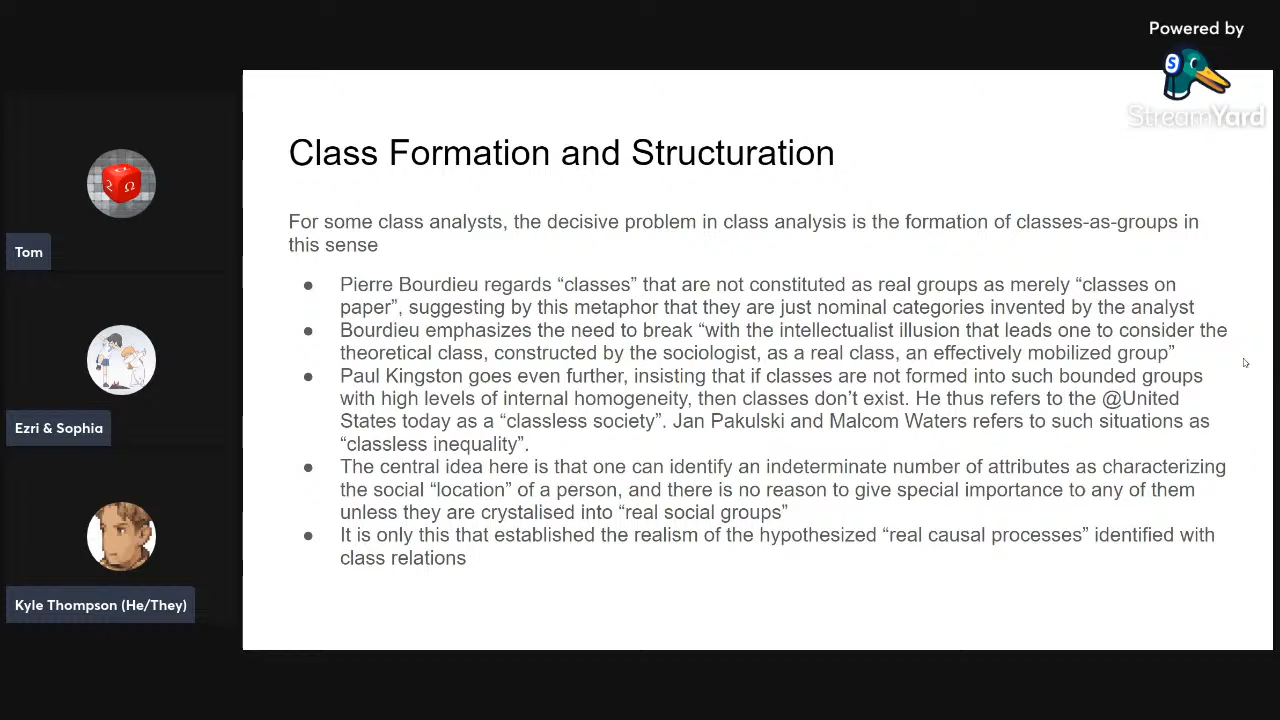 Powered by
S
StreamYard
Tom
Ezri & Sophia
Kyle Thompson (He/They)
Class Formation and Structuration
For some class analysts, the decisive problem in class analysis is the formation of classes-as-groups in
this sense
● Pierre Bourdieu regards “classes” that are not constituted as real groups as merely “classes on
paper”, suggesting by this metaphor that they are just nominal categories invented by the analyst
● Bourdieu emphasizes the need to break “with the intellectualist illusion that leads one to consider the
theoretical class, constructed by the sociologist, as a real class, an effectively mobilized group”
● Paul Kingston goes even further, insisting that if classes are not formed into such bounded groups
with high levels of internal homogeneity, then classes don’t exist. He thus refers to the @United
States today as a “classless society”. Jan Pakulski and Malcom Waters refers to such situations as
“classless inequality”.
● The central idea here is that one can identify an indeterminate number of attributes as characterizing
the social “location” of a person, and there is no reason to give special importance to any of them
unless they are crystalised into “real social groups”
● It is only this that established the realism of the hypothesized “real causal processes” identified with
class relations